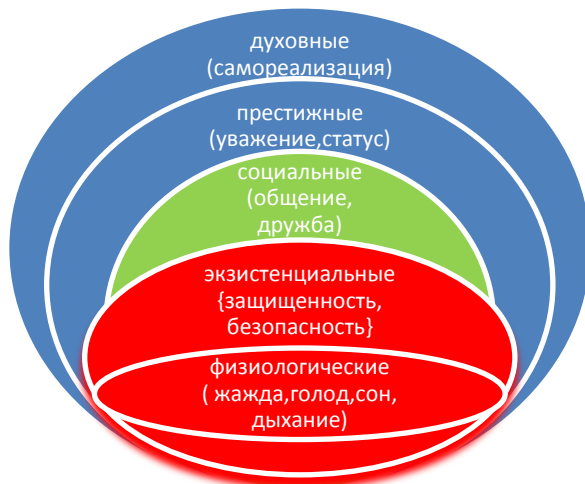 духовные
(самореализация)
престижные
(уважение,статус)
социальные
(общение,
дружба)
экзистенциальные
{защищенность,
безопасность}
физиологические
( жажда,голод,сон,
дыхание)